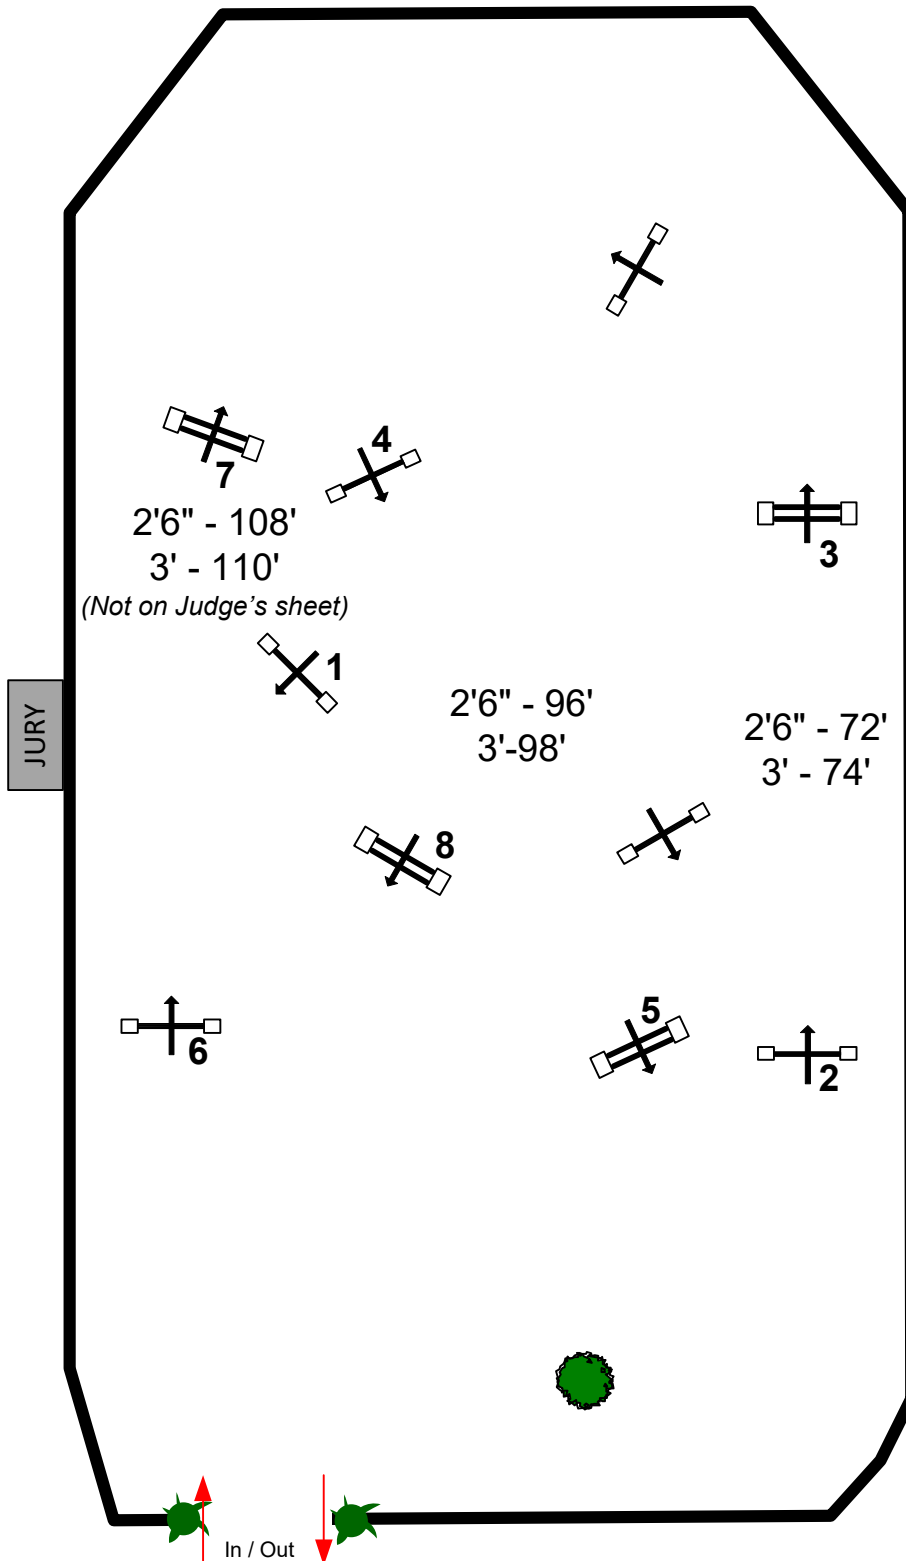 4
7
2'6" - 108'
3' - 110'
(Not on Judge's sheet)
3
1
JURY
2'6" - 96'
3'-98'
2'6" - 72'
3' - 74'
8
5
6
2
In / Out